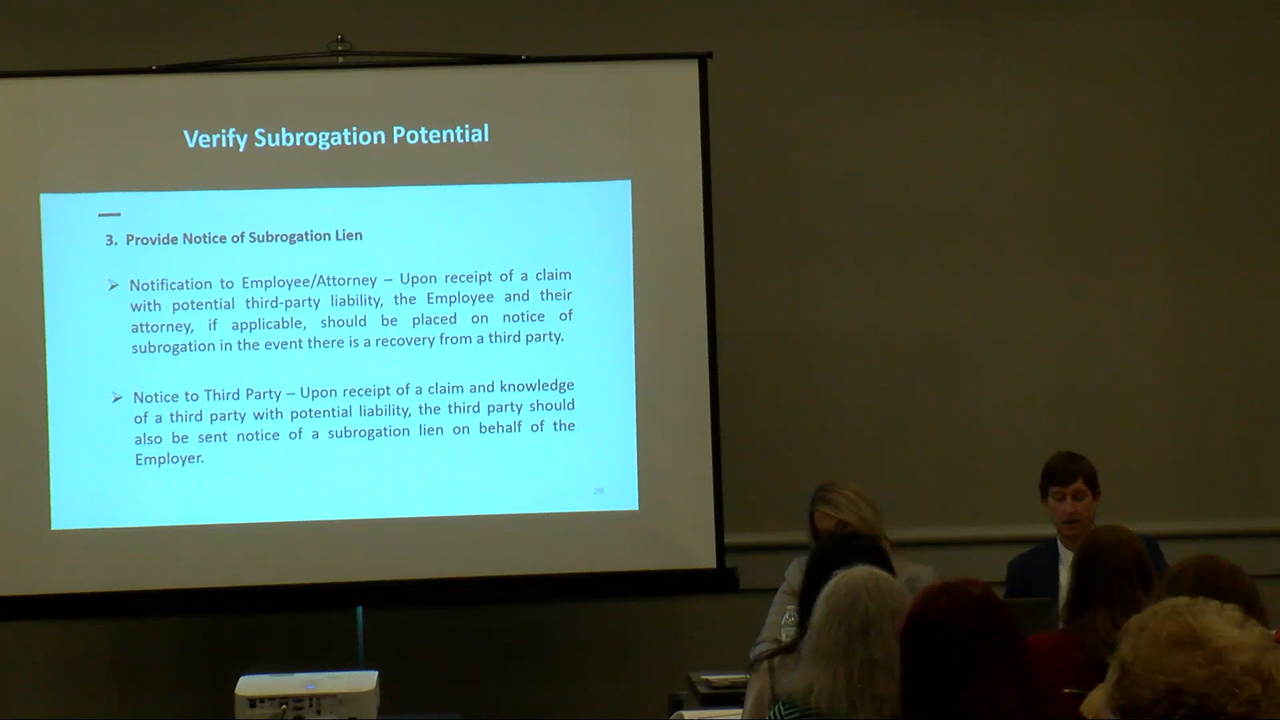 Verify Subrogation Potential
3. Provide Notice of Subrogation Lien
➢ Notification to Employee/Attorney – Upon receipt of a claim
with potential third-party liability, the Employee and their
attorney, if applicable, should be placed on notice of
subrogation in the event there is a recovery from a third party.
➢ Notice to Third Party – Upon receipt of a claim and knowledge
of a third party with potential liability, the third party should
also be sent notice of a subrogation lien on behalf of the
Employer.
29